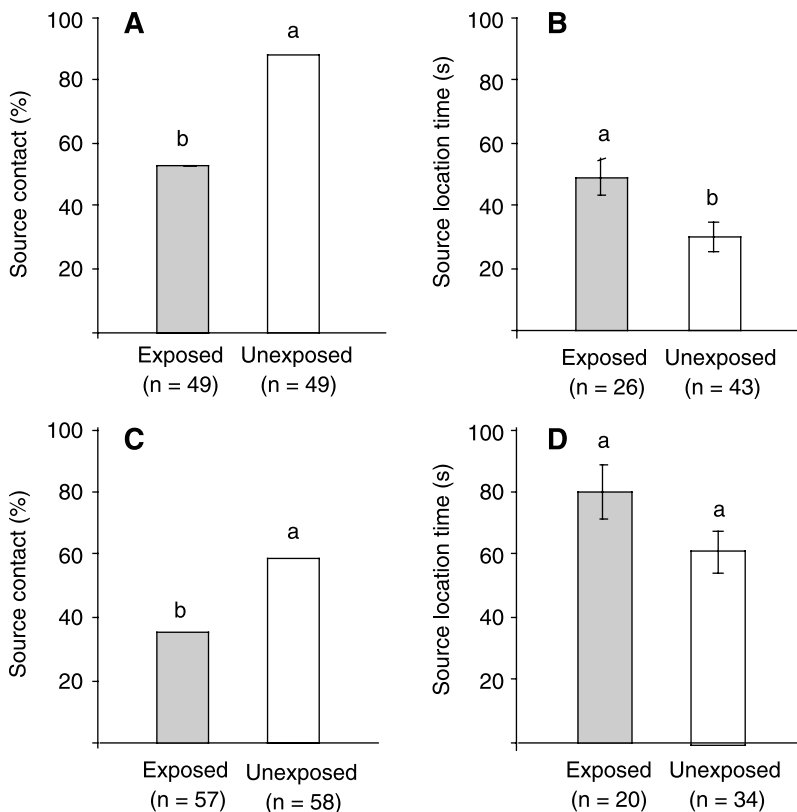 A
Source contact (%)
100
80
60
40
20
b
a
Exposed
Unexposed
(n = 49)
(n = 49)
B
Source location time (s)
100
80
60
40
20
a
b
Exposed
Unexposed
(n = 26)
(n = 43)
C
Source contact (%)
100
80
60
40
20
b
a
Exposed
Unexposed
(n = 57)
(n = 58)
D
Source location time (s)
100
80
60
40
20
a
a
Exposed
Unexposed
(n = 20)
(n = 34)